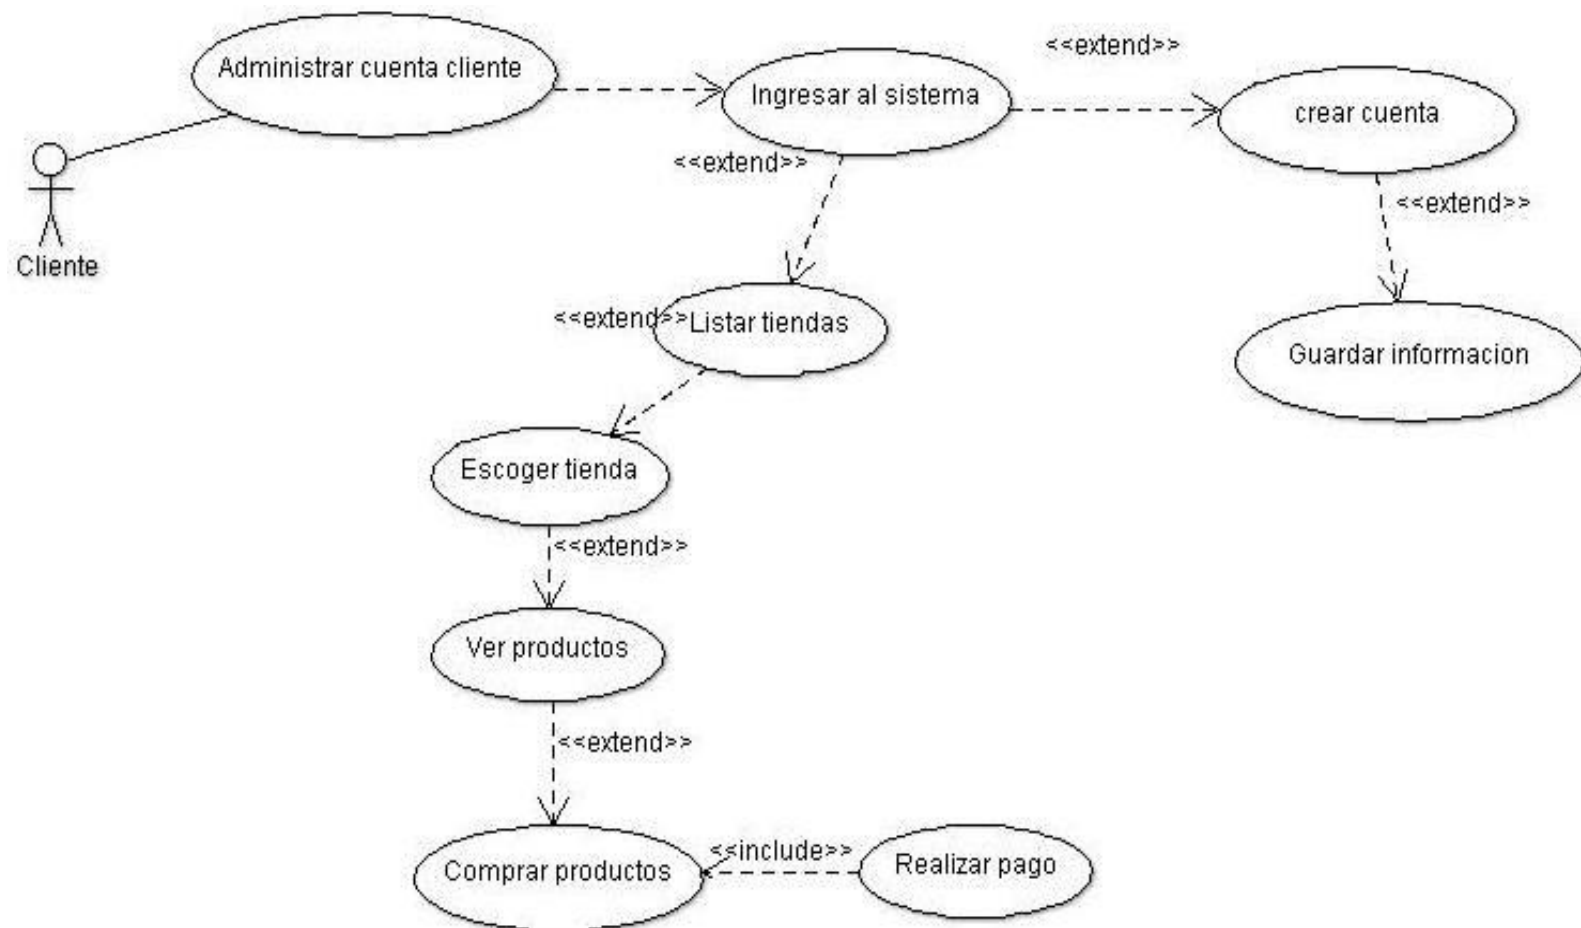 Administrar cuenta cliente
Ingresar al sistema
<<extend>>
crear cuenta
<<extend>>
<<extend>>
Cliente
<<extend>>
Listar tiendas
Guardar informacion
Escoger tienda
<<extend>>
Ver productos
<<extend>>
Comprar productos
<<include>>
Realizar pago